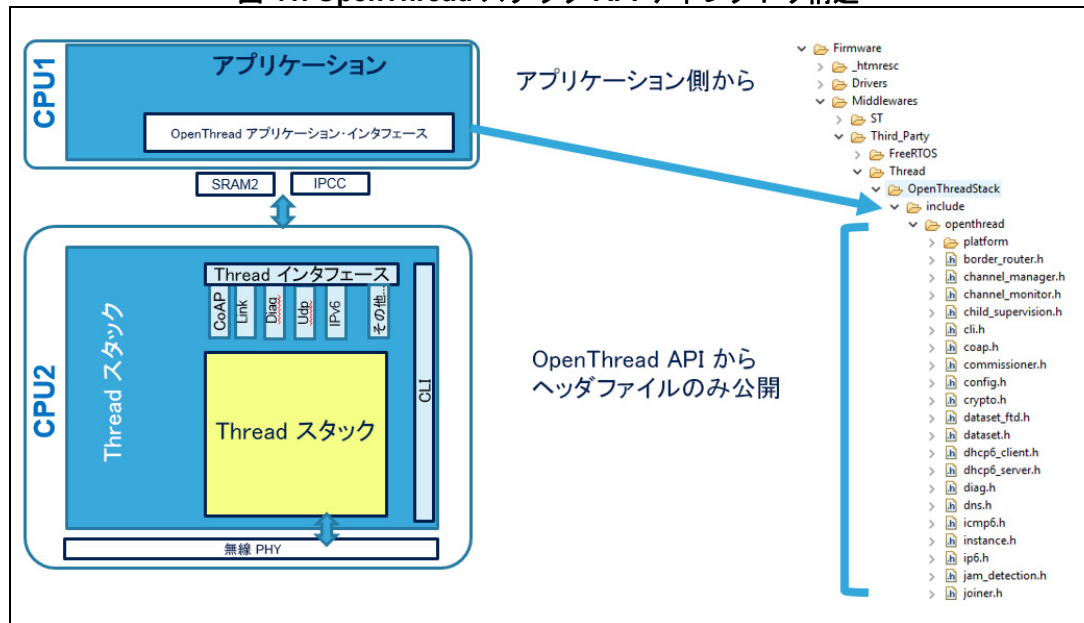 OpenThread スタック API
CPU1
アプリケーション
OpenThread アプリケーション・インタフェース
SRAM2
IPCC
CPU2
Thread スタック
Thread インタフェース
CoAP
Link
Diag
Udp
IPv6
その他...
CLI
Thread スタック
無線 PHY
アプリケーション側から
OpenThread API から
ヘッダファイルのみ公開
Firmware
_htmresc
Drivers
Middlewares
ST
Third_Party
FreeRTOS
Thread
OpenThreadStack
include
openthread
platform
border_router.h
channel_manager.h
channel_monitor.h
child_supervision.h
cli.h
coap.h
commissioner.h
config.h
crypto.h
dataset_ftd.h
dataset.h
dhcp6_client.h
dhcp6_server.h
diag.h
dns.h
icmp6.h
instance.h
ip6.h
jam_detection.h
joiner.h